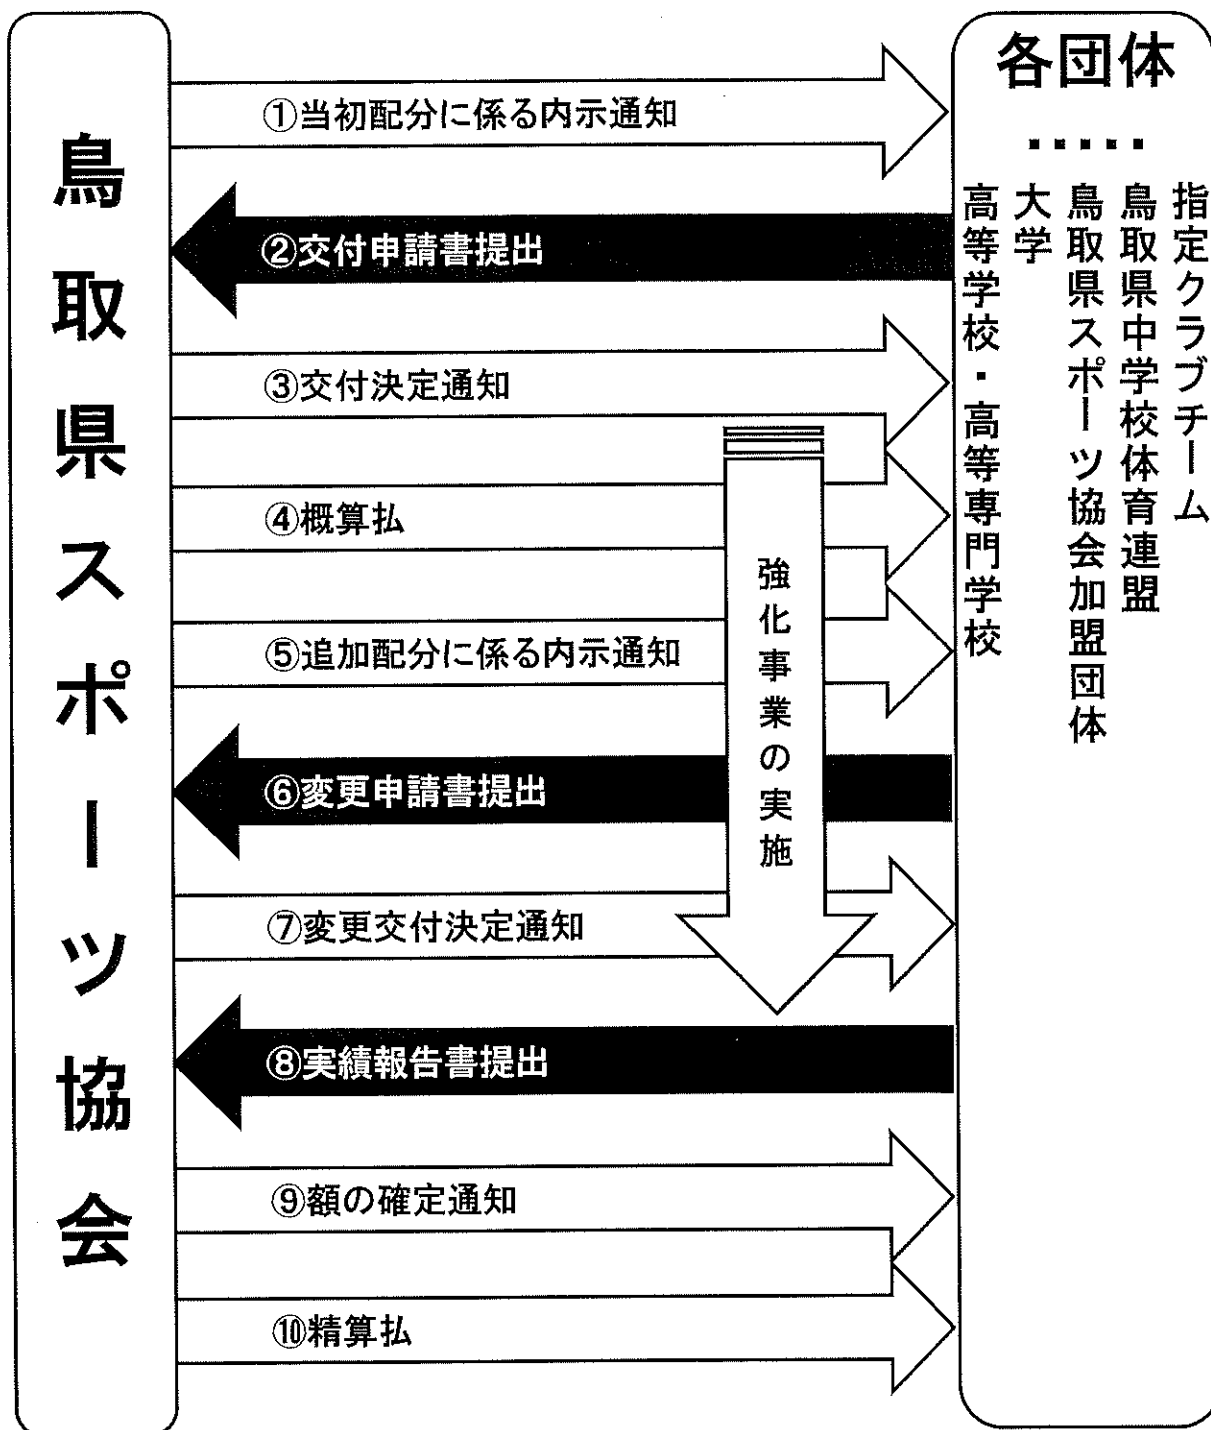 鳥取県スポーツ協会
各団体
・・・・・
指定クラブチーム
鳥取県中学校体育連盟
鳥取県スポーツ協会加盟団体
大学
高等学校・高等専門学校
①当初配分に係る内示通知
②交付申請書提出
③交付決定通知
④概算払
⑤追加配分に係る内示通知
⑥変更申請書提出
⑦変更交付決定通知
⑧実績報告書提出
⑨額の確定通知
⑩精算払
強化事業の実施